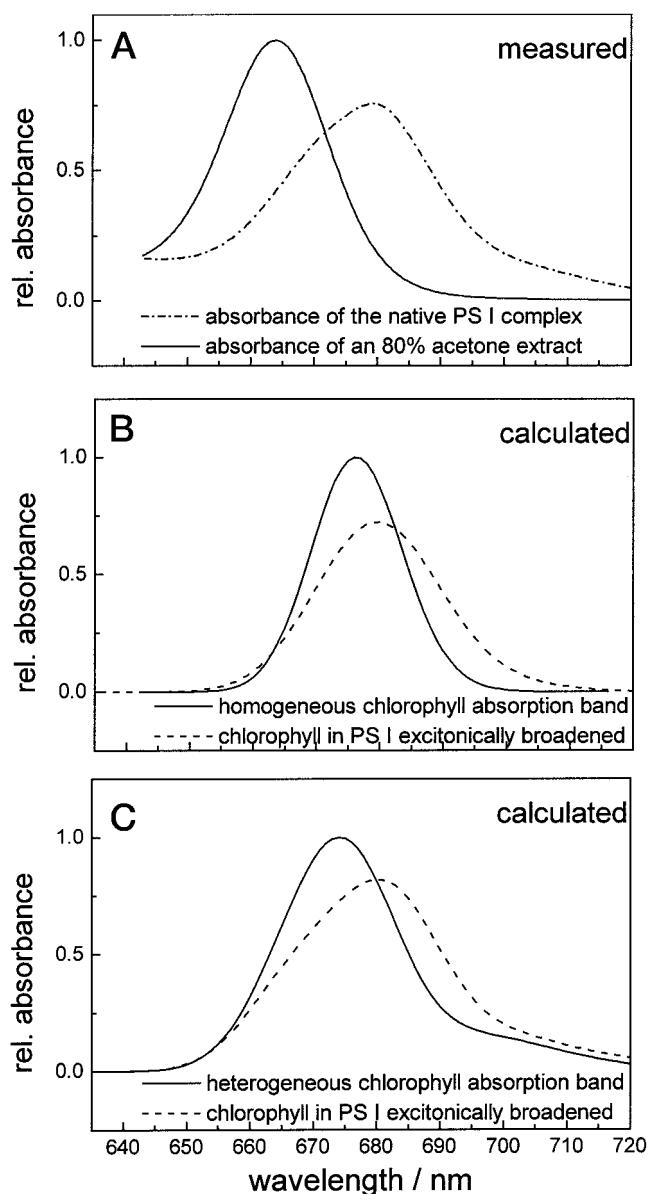 A
measured
1.0
0.5
0.0
rel. absorbance
absorbance of the native PS I complex
absorbance of an 80% acetone extract
B
calculated
1.0
0.5
0.0
rel. absorbance
homogeneous chlorophyll absorption band
chlorophyll in PS I excitonically broadened
C
calculated
1.0
0.5
0.0
rel. absorbance
heterogeneous chlorophyll absorption band
chlorophyll in PS I excitonically broadened
640 650 660 670 680 690 700 710 720
wavelength / nm